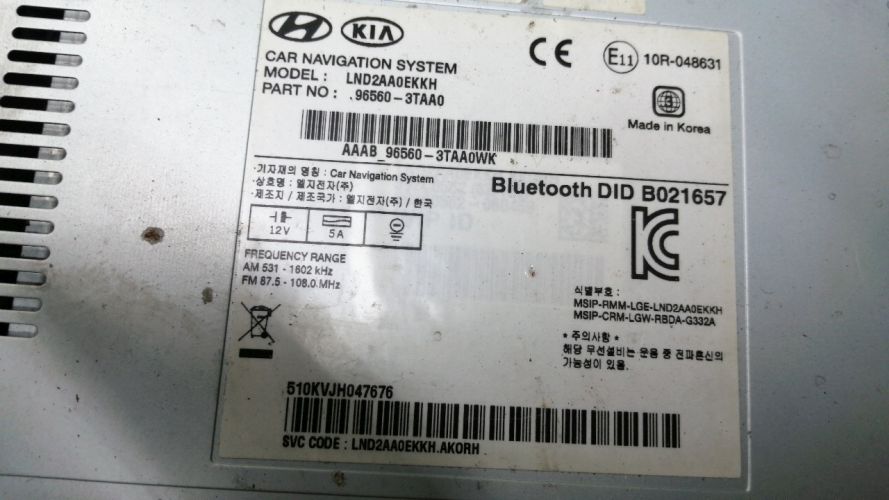 KIA
CE
E11 10R-048631
CAR NAVIGATION SYSTEM
MODEL : LND2AA0EKKH
PART NO : .96560-3TAA0
3
Made in Korea
AAAB_96560-3TAA0WK
·기자재의 명칭 : Car Navigation System
·상호명 : 엘지전자(주)
·제조자 / 제조국가 : 엘지전자(주) / 한국
Bluetooth DID B021657
12V
5A
FREQUENCY RANGE
AM 531 - 1602 kHz
FM 87.5 - 108.0 MHz
식별부호 :
MSIP-RMM-LGE-LND2AA0EKKH
MSIP-CRM-LGW-RBDA-G332A
* 주의사항 *
해당 무선설비는 운용 중 전파혼신의
가능성이 있음.
510KVJH047676
SVC CODE : LND2AA0EKKH.AKORH